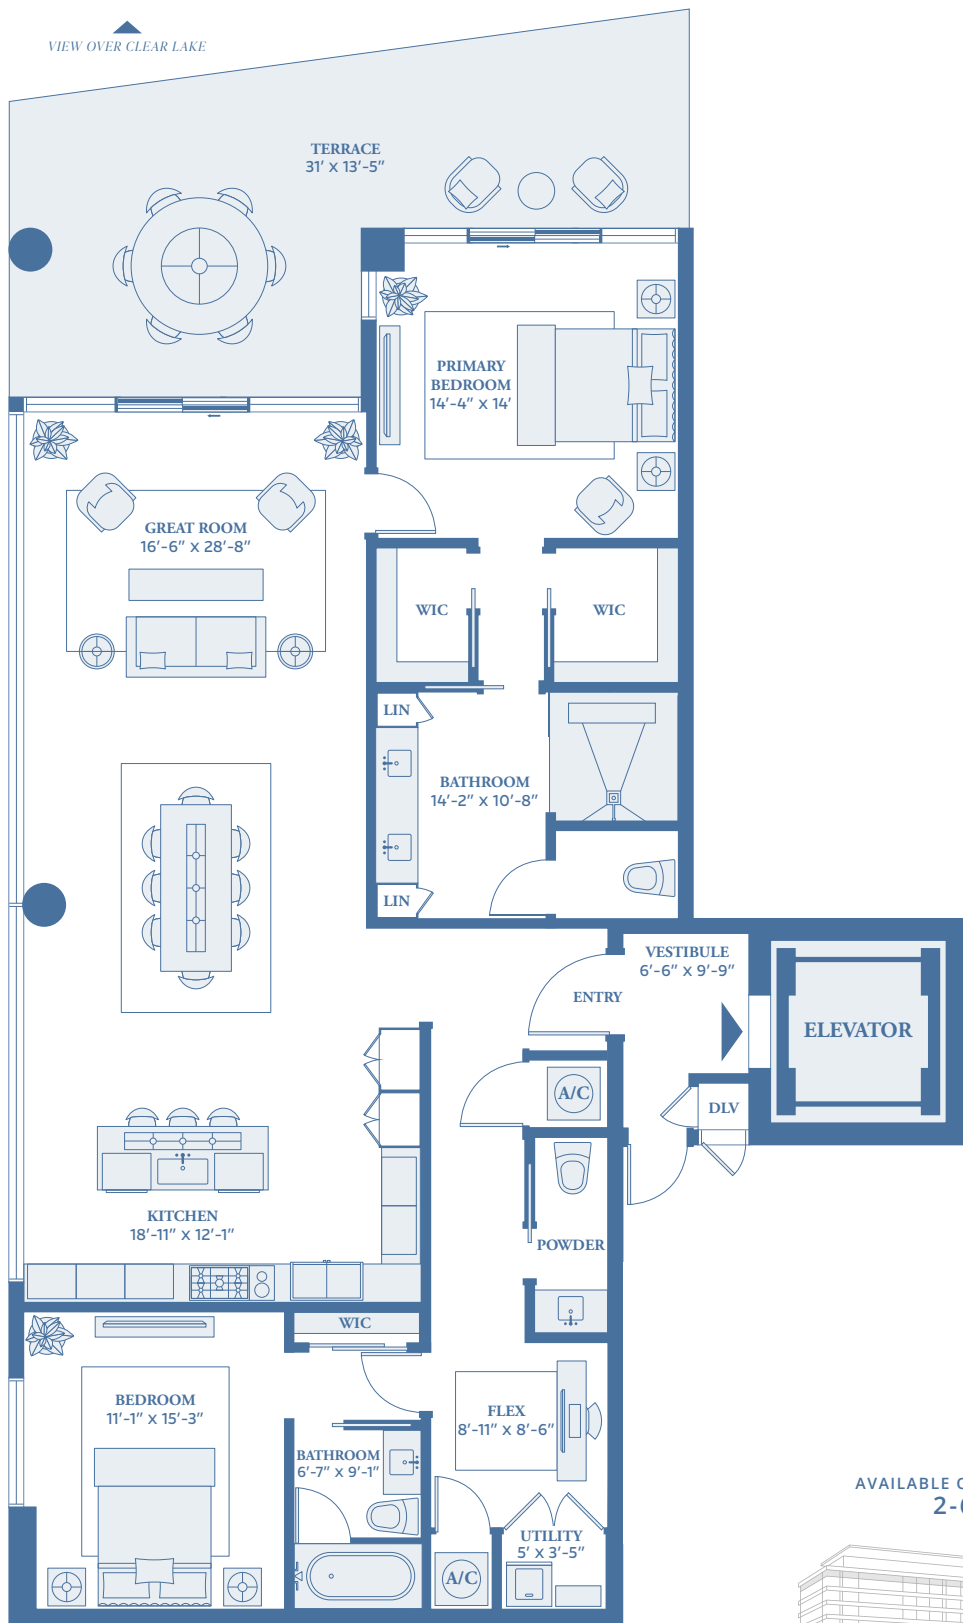 VIEW OVER CLEAR LAKE
TERRACE
31' X 13'-5"
PRIMARY
BEDROOM
14'-4" X 14'
GREAT ROOM
16'-6" X 28'-8"
WIC
WIC
LIN
BATHROOM
14'-2" X 10'-8"
LIN
VESTIBULE
6'-6" X 9'-9"
ENTRY
ELEVATOR
A/C
DLV
KITCHEN
18'-11" X 12'-1"
POWDER
WIC
BEDROOM
11'-1" X 15'-3"
FLEX
8'-11" X 8'-6"
BATHROOM
6'-7" X 9'-1"
AVAILABLE
2-
UTILITY
5' X 3'-5"
A/C